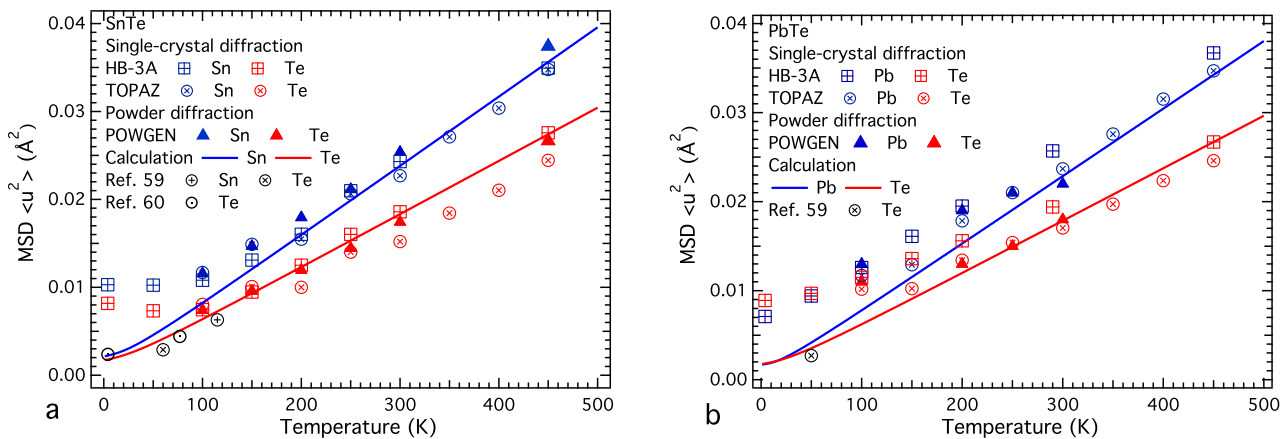 SnTe
Single-crystal diffraction
HB-3A Sn Te
TOPAZ Sn Te
Powder diffraction
POWGEN Sn Te
Calculation Sn Te
Ref. 59 Sn Te
Ref. 60 Te
0.04
0.03
0.02
0.01
0.00
MSD <u²> (Å²)
0 100 200 300 400 500
Temperature (K)
a
PbTe
Single-crystal diffraction
HB-3A Pb Te
TOPAZ Pb Te
Powder diffraction
POWGEN Pb Te
Calculation
Pb Te
Ref. 59 Te
0.04
0.03
0.02
0.01
0.00
MSD <u²> (Å²)
0 100 200 300 400 500
Temperature (K)
b